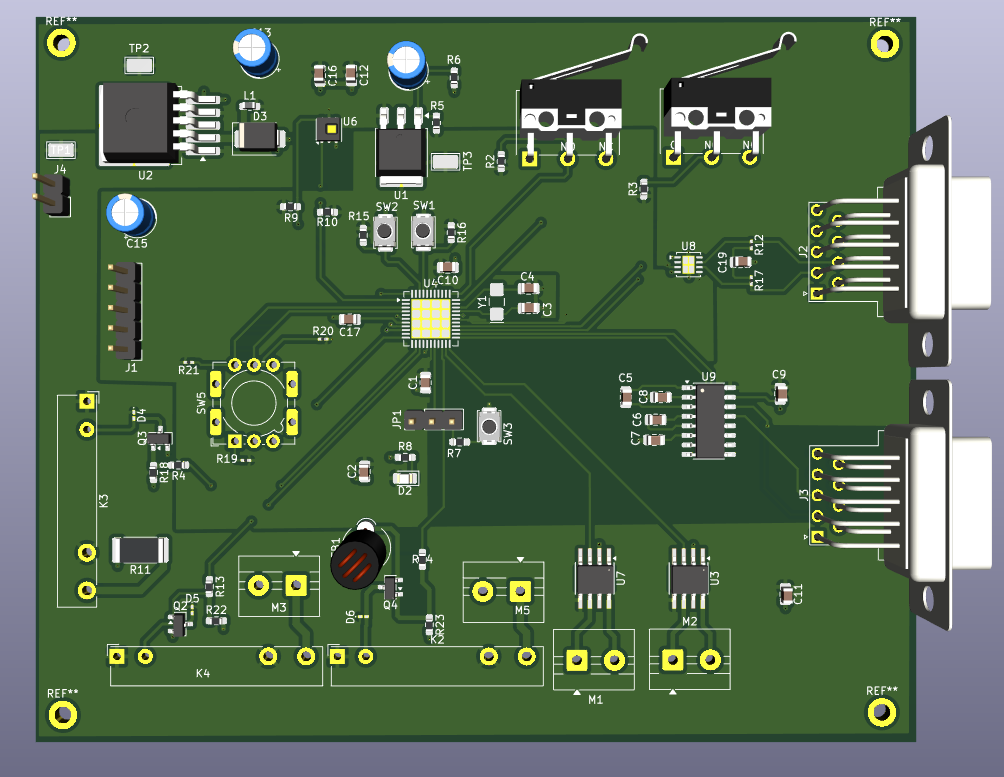 REF**
REF**
TP2
C16
C12
R6
L1
D3
U6
R5
U2
TP1
J4
TP3
U1
R2
R3
R9
R10
R15
SW2
SW1
R16
C15
C10
U4
U8
R12
C19
R17
J2
Y1
C4
C3
R20
C17
J1
R21
SW5
C1
JP1
R7
SW3
C5
C8
C6
C7
U9
C9
D4
Q3
R18
R4
R19
K3
C2
R8
D2
J3
R11
R13
D5
Q2
R22
M3
Q4
D6
R23
K2
M5
U7
U3
C11
M2
K4
M1
REF**
REF**